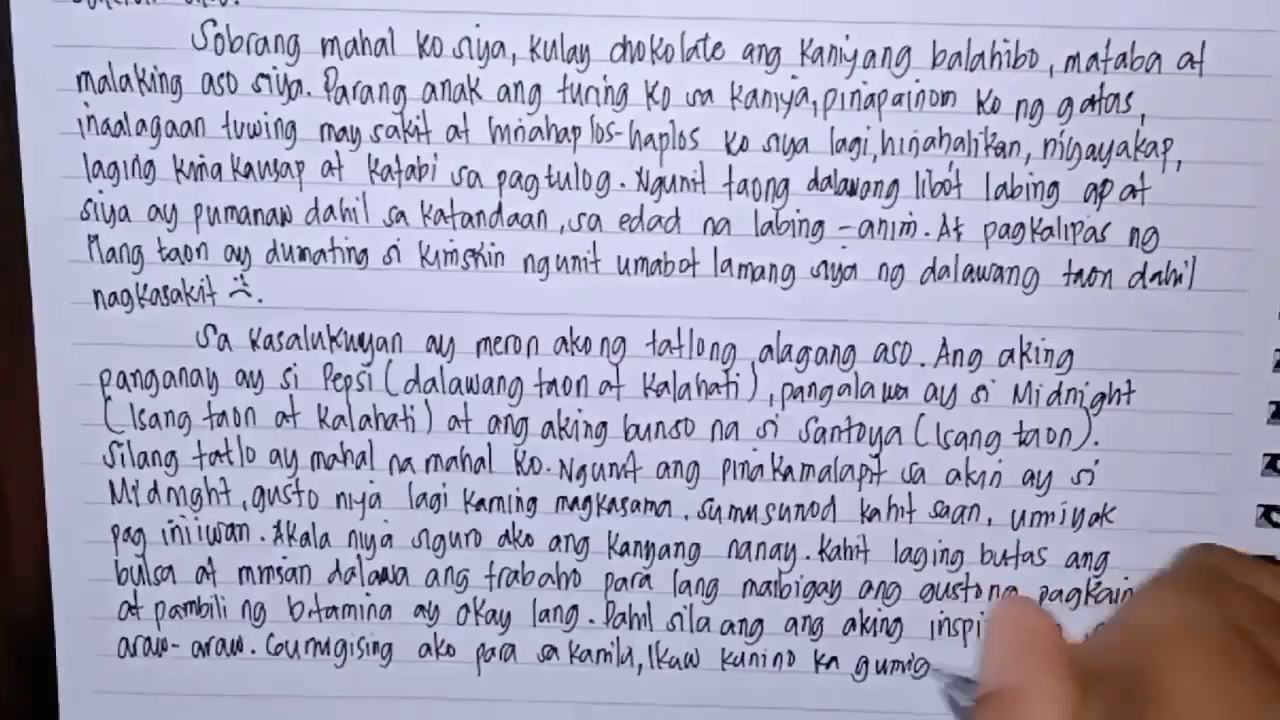 Sobrang mahal ko siya, kulay chokolate ang kaniyang balahibo, mataba at
malaking aso siya. Parang anak ang turing ko sa kaniya, pinapainom ko ng gatas,
inaalagaan tuwing may sakit at hinahaplos-haplos ko siya lagi, hinahalikan, niyayakap,
laging kinakausap at katabi sa pagtulog. Ngunit taong dalawang libot labing apat
siya ay pumanaw dahil sa katandaan, sa edad na labing-anim. At pagkalipas ng
ilang taon ay dumating si Kimshin ngunit umabot lamang siya ng dalawang taon dahil
nagkasakit :(.
Sa kasalukuyan ay meron akong tatlong alagang aso. Ang aking
panganay ay si Pepsi (dalawang taon at kalahati), pangalawa ay si Midnight
(Isang taon at kalahati) at ang aking bunso na si Santoya (Isang taon).
Silang tatlo ay mahal na mahal ko. Ngunit ang pinakamalapit sa akin ay si
Midnight, gusto niya lagi kaming magkasama. Sumusunod kahit saan, umiiyak
pag iniiwan. Akala niya siguro ako ang kanyang nanay. Kahit laging butas ang
bulsa at minsan dalawa ang trabaho para lang maibigay ang gustong pagkain
at pambili ng bitamina ay okay lang. Dahil sila ang ang aking inspi
araw-araw. Gumigising ako para sa kanila, Ikaw kanino ka gumig